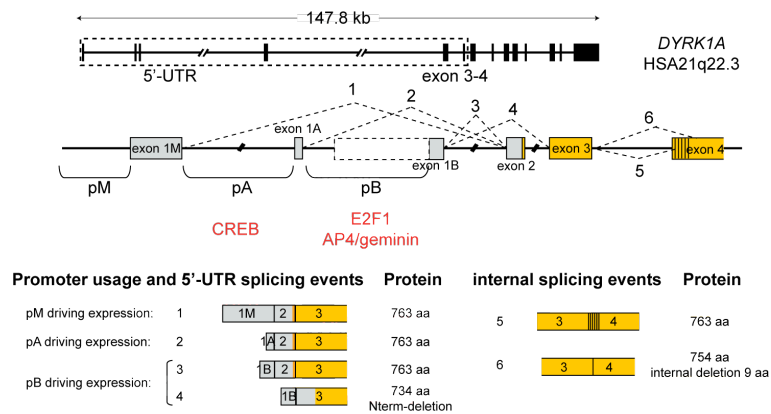 147.8 kb
DYRK1A
HSA21q22.3
5'-UTR
exon 3-4
1
2
3
4
6
exon 1A
exon 1M
exon 1B
exon 2
exon 3
exon 4
5
pM
pA
pB
CREB
E2F1
AP4/geminin
Promoter usage and 5'-UTR splicing events
Protein
pM driving expression:
1
1M
2
3
763 aa
pA driving expression:
2
1A
2
3
763 aa
pB driving expression:
3
1B
2
3
763 aa
4
1B
3
734 aa
Nterm-deletion
internal splicing events
Protein
5
3
4
763 aa
6
3
4
754 aa
internal deletion 9 aa